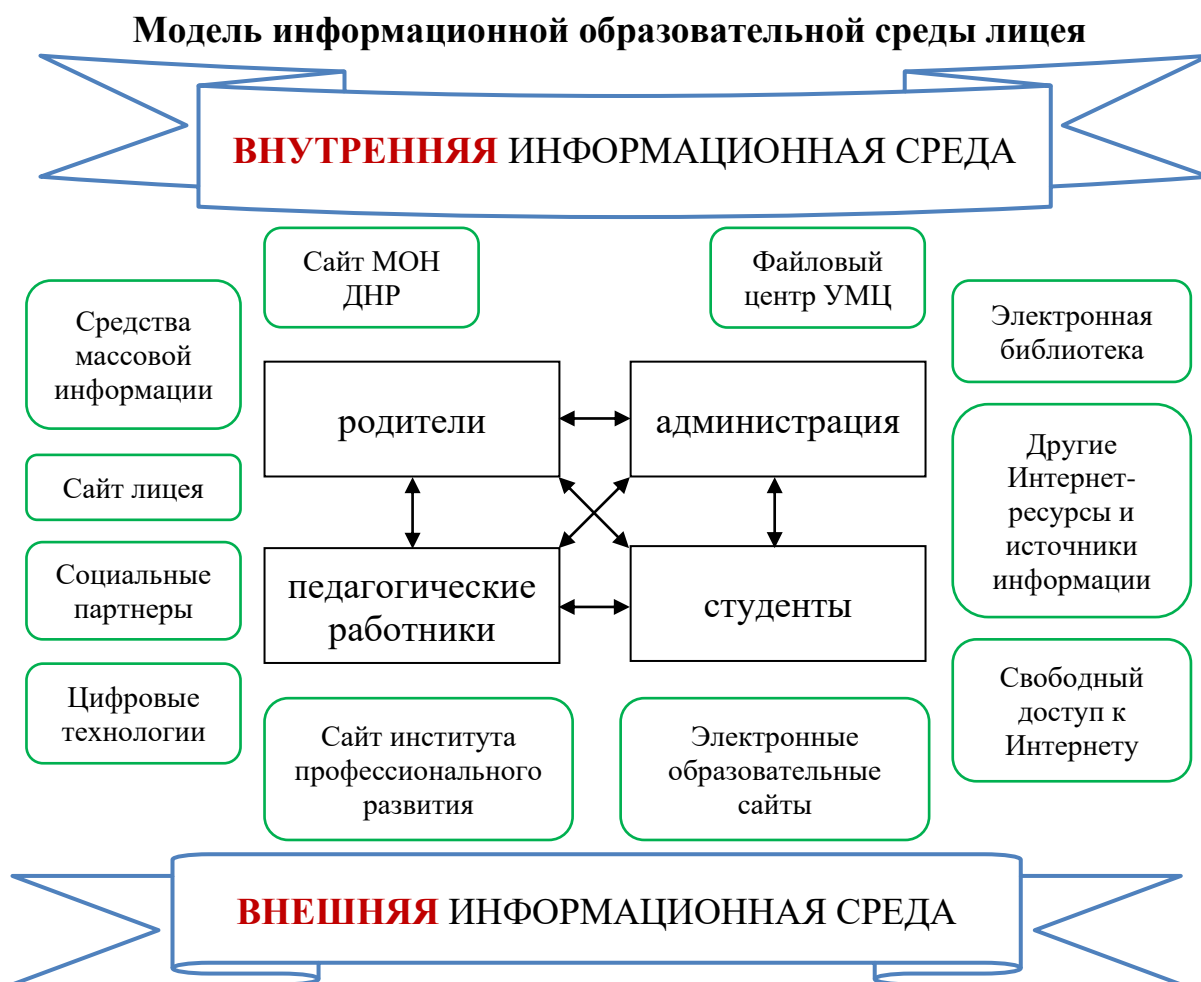 Модель информационной образовательной среды лицея
ВНУТРЕННЯЯ ИНФОРМАЦИОННАЯ СРЕДА
Сайт МОН
ДНР
Файловый
центр УМЦ
Средства
массовой
информации
Электронная
библиотека
родители
администрация
Сайт лицея
Другие
Интернет-
ресурсы и
источники
информации
Социальные
партнеры
педагогические
работники
студенты
Цифровые
технологии
Свободный
доступ к
Интернету
Сайт института
профессионального
развития
Электронные
образовательные
сайты
ВНЕШНЯЯ ИНФОРМАЦИОННАЯ СРЕДА